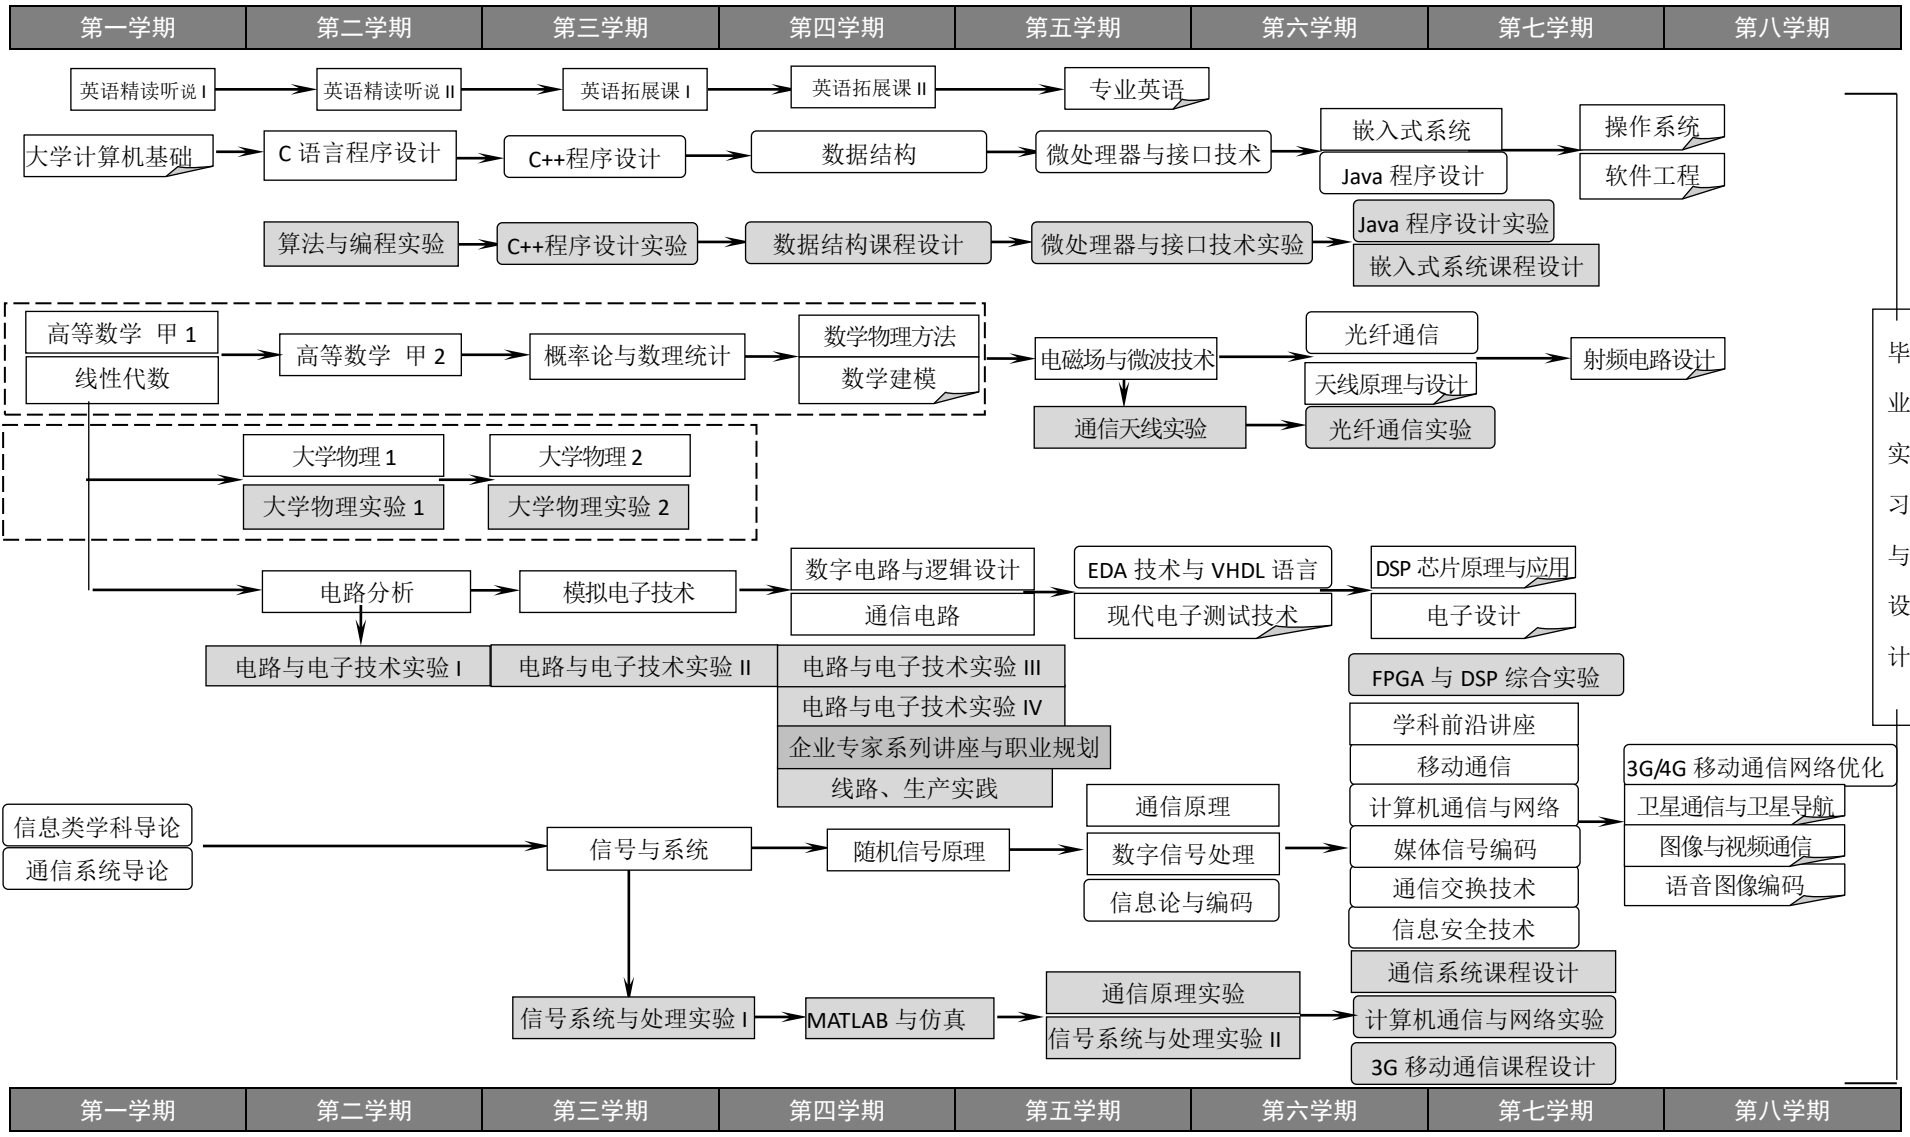 第一学期 第二学期 第三学期 第四学期 第五学期 第六学期 第七学期 第八学期
英语精读听说 I 英语精读听说 II 英语拓展课 I 英语拓展课 II 专业英语
大学计算机基础 C 语言程序设计 C++程序设计 数据结构 微处理器与接口技术 嵌入式系统 操作系统
Java 程序设计 软件工程
算法与编程实验 C++程序设计实验 数据结构课程设计 微处理器与接口技术实验 Java 程序设计实验
嵌入式系统课程设计
高等数学 甲 1 数学物理方法 光纤通信
高等数学 甲 2 概率论与数理统计 电磁场与微波技术 射频电路设计
线性代数 数学建模 天线原理与设计
通信天线实验 光纤通信实验
大学物理 1 大学物理 2
大学物理实验 1 大学物理实验 2
毕业实习与设计
数字电路与逻辑设计 EDA 技术与 VHDL 语言 DSP 芯片原理与应用
电路分析 模拟电子技术
通信电路 现代电子测试技术 电子设计
电路与电子技术实验 I 电路与电子技术实验 II 电路与电子技术实验 III
FPGA 与 DSP 综合实验
电路与电子技术实验 IV
学科前沿讲座
企业专家系列讲座与职业规划
移动通信 3G/4G 移动通信网络优化
线路、生产实践
通信原理 计算机通信与网络 卫星通信与卫星导航
信息类学科导论
信号与系统 随机信号原理 数字信号处理 媒体信号编码 图像与视频通信
通信系统导论
通信交换技术 语音图像编码
信息论与编码
信息安全技术
通信系统课程设计
通信原理实验
信号系统与处理实验 I MATLAB 与仿真 计算机通信与网络实验
信号系统与处理实验 II
3G 移动通信课程设计
第一学期 第二学期 第三学期 第四学期 第五学期 第六学期 第七学期 第八学期